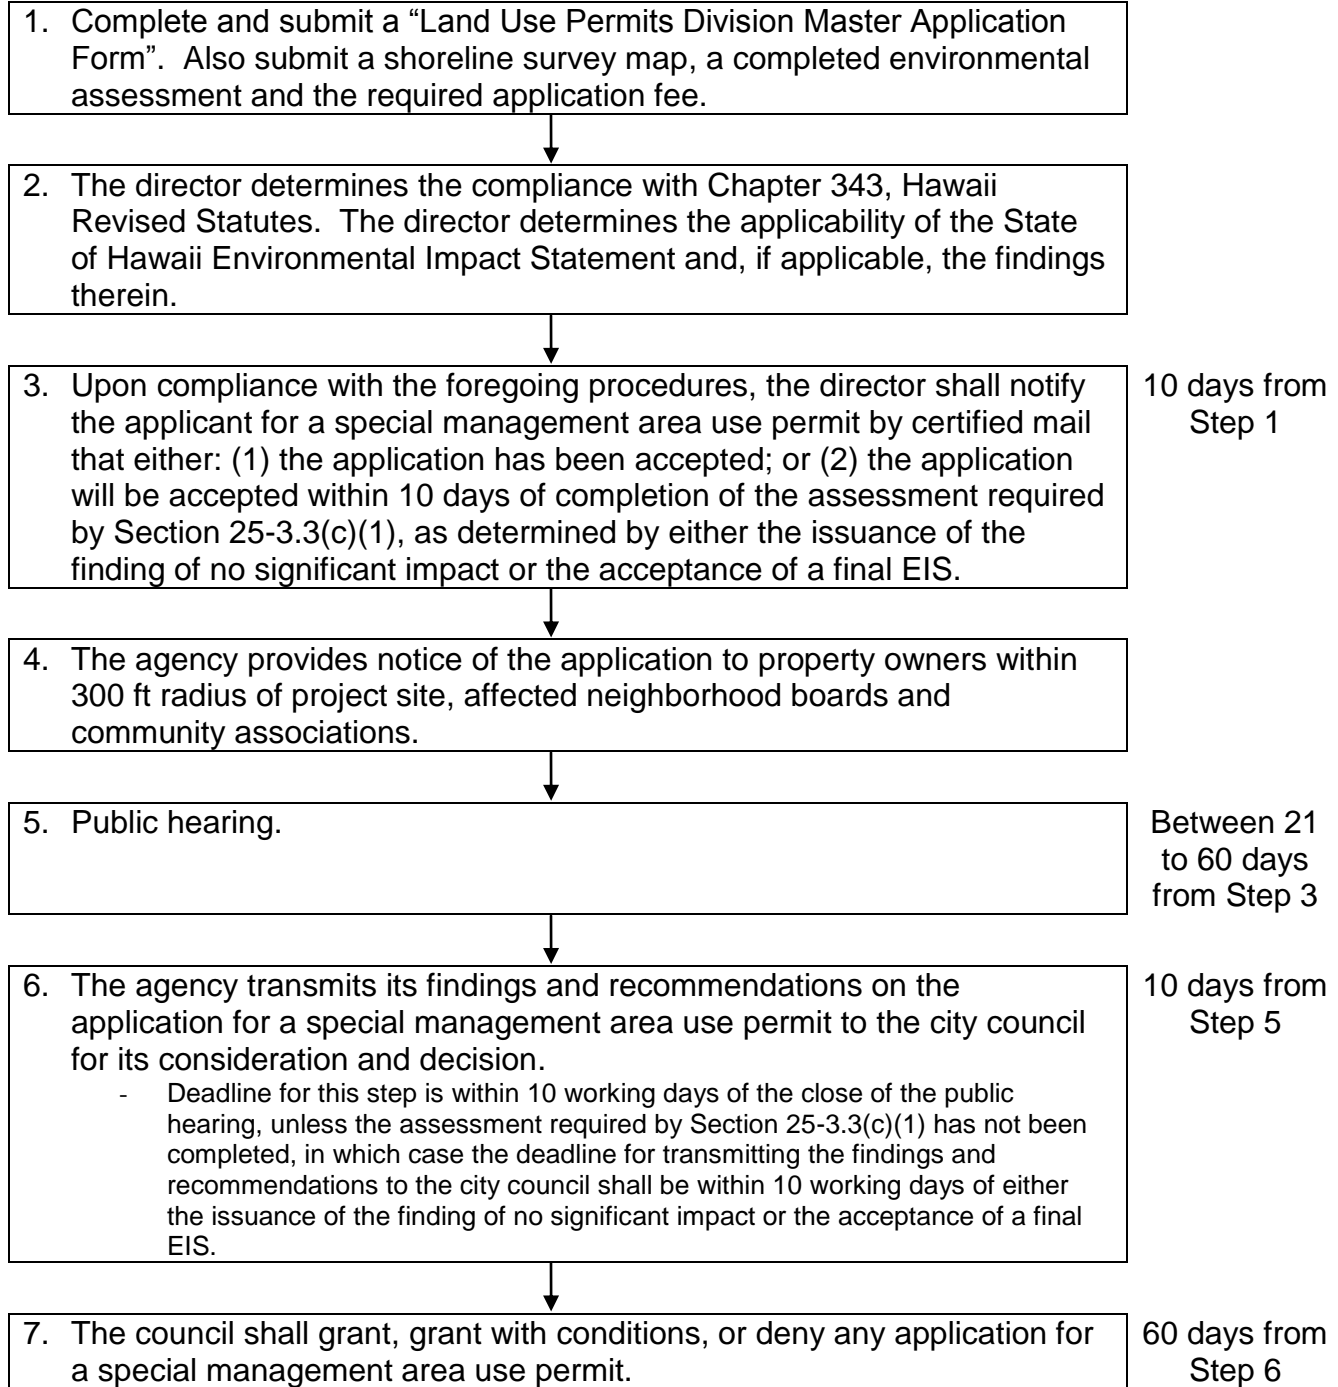 1. Complete and submit a “Land Use Permits Division Master Application
Form”.  Also submit a shoreline survey map, a completed environmental
assessment and the required application fee.
2. The director determines the compliance with Chapter 343, Hawaii
Revised Statutes.  The director determines the applicability of the State
of Hawaii Environmental Impact Statement and, if applicable, the findings
therein.
3. Upon compliance with the foregoing procedures, the director shall notify
the applicant for a special management area use permit by certified mail
that either: (1) the application has been accepted; or (2) the application
will be accepted within 10 days of completion of the assessment required
by Section 25-3.3(c)(1), as determined by either the issuance of the
finding of no significant impact or the acceptance of a final EIS.
10 days from
Step 1
4. The agency provides notice of the application to property owners within
300 ft radius of project site, affected neighborhood boards and
community associations.
5. Public hearing.
Between 21
to 60 days
from Step 3
6. The agency transmits its findings and recommendations on the
application for a special management area use permit to the city council
for its consideration and decision.
- Deadline for this step is within 10 working days of the close of the public
hearing, unless the assessment required by Section 25-3.3(c)(1) has not been
completed, in which case the deadline for transmitting the findings and
recommendations to the city council shall be within 10 working days of either
the issuance of the finding of no significant impact or the acceptance of a final
EIS.
10 days from
Step 5
7. The council shall grant, grant with conditions, or deny any application for
a special management area use permit.
60 days from
Step 6